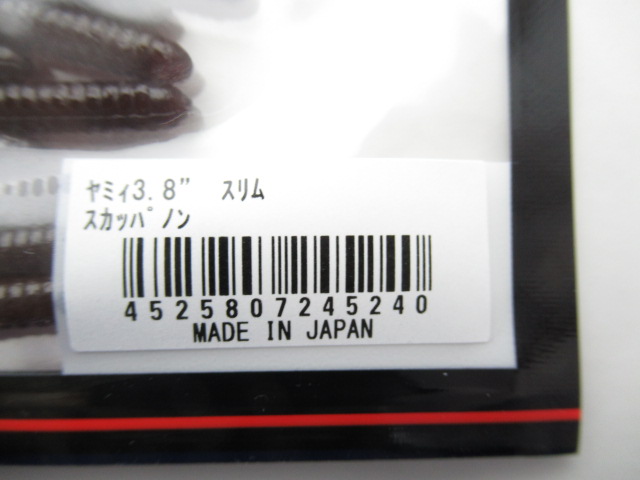 ﾔﾐｨ3.8" ｽﾘﾑ
ｽｶｯﾊﾟﾉﾝ
4525807245240
MADE IN JAPAN